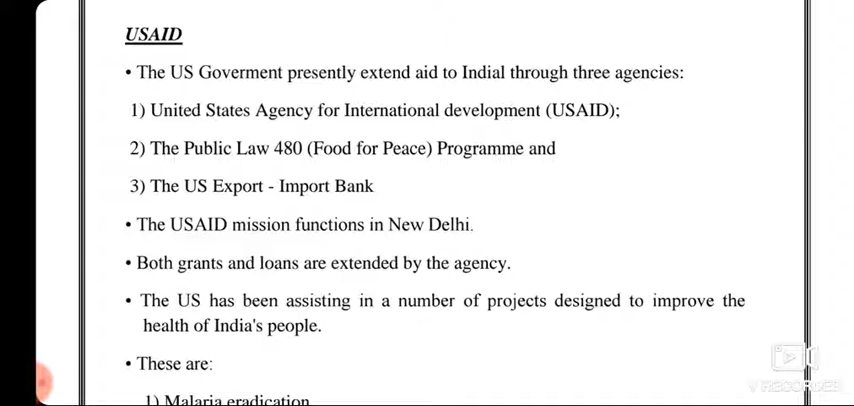 USAID
• The US Goverment presently extend aid to Indial through three agencies:
1) United States Agency for International development (USAID);
2) The Public Law 480 (Food for Peace) Programme and
3) The US Export - Import Bank
• The USAID mission functions in New Delhi.
• Both grants and loans are extended by the agency.
• The US has been assisting in a number of projects designed to improve the
health of India's people.
• These are:
1) Malaria eradication
V RECORDER